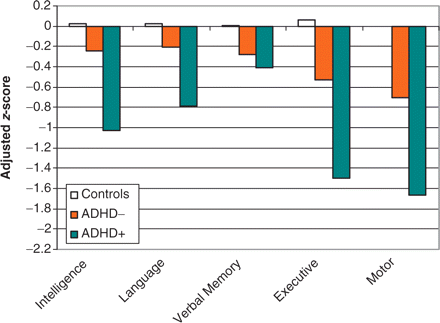 0.2
0
−0.2
−0.4
−0.6
−0.8
−1
−1.2
−1.4
−1.6
−1.8
−2
−2.2
Adjusted z-score
Controls
ADHD−
ADHD+
Intelligence
Language
Verbal Memory
Executive
Motor